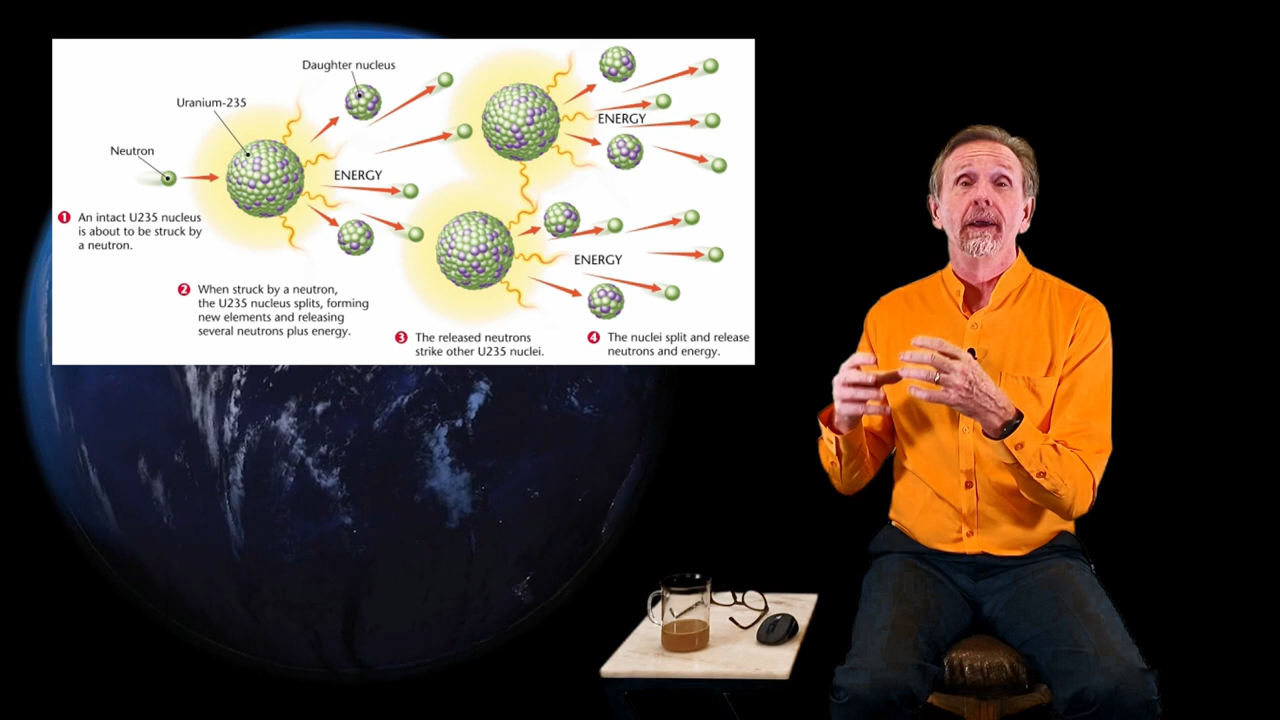 Daughter nucleus
Uranium-235
Neutron
ENERGY
ENERGY
ENERGY
1 An intact U235 nucleus
is about to be struck by
a neutron.
2 When struck by a neutron,
the U235 nucleus splits, forming
new elements and releasing
several neutrons plus energy.
3 The released neutrons
strike other U235 nuclei.
4 The nuclei split and release
neutrons and energy.